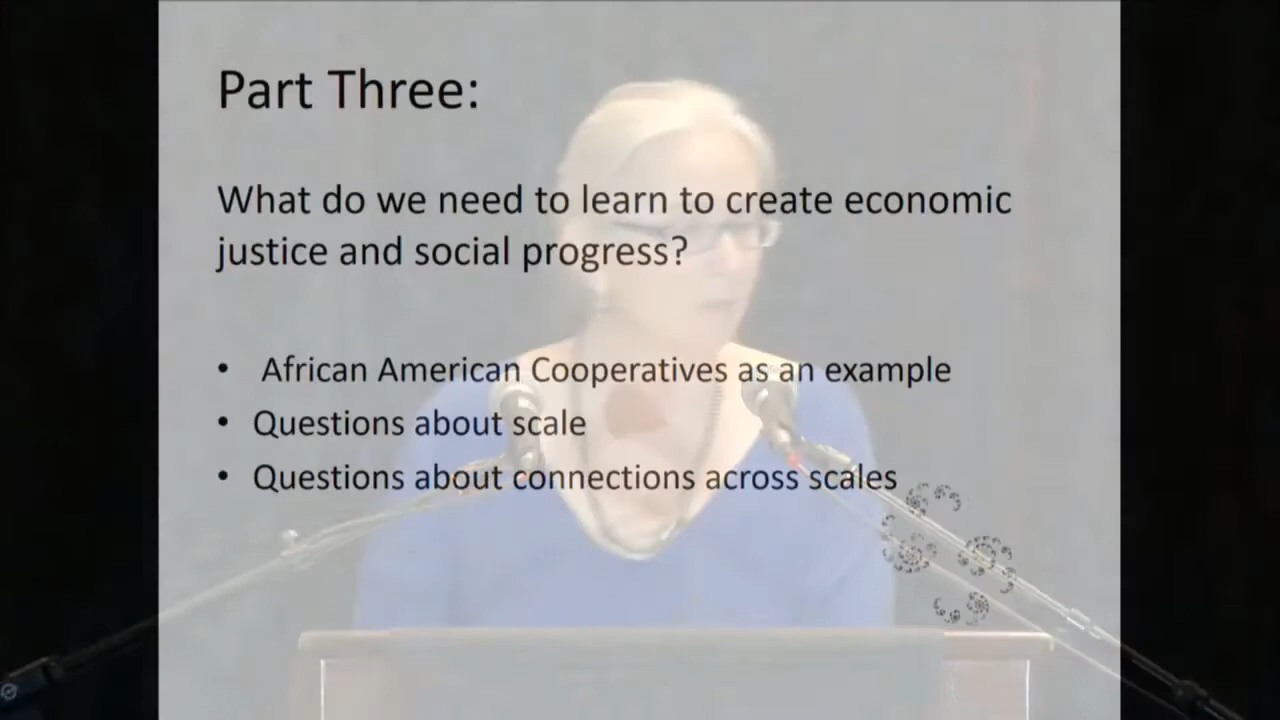 Part Three:
What do we need to learn to create economic
justice and social progress?
• African American Cooperatives as an example
• Questions about scale
• Questions about connections across scales